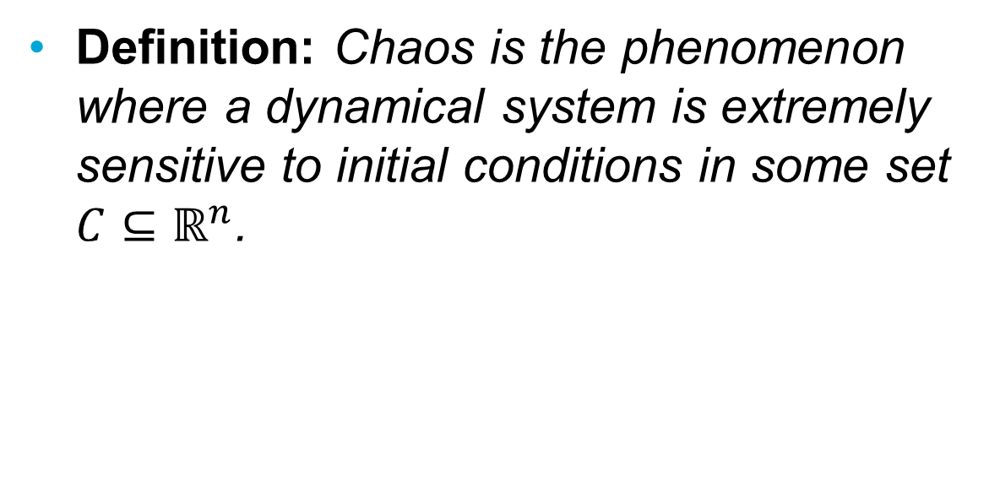 • Definition: Chaos is the phenomenon
where a dynamical system is extremely
sensitive to initial conditions in some set
𝐶 ⊆ ℝⁿ.